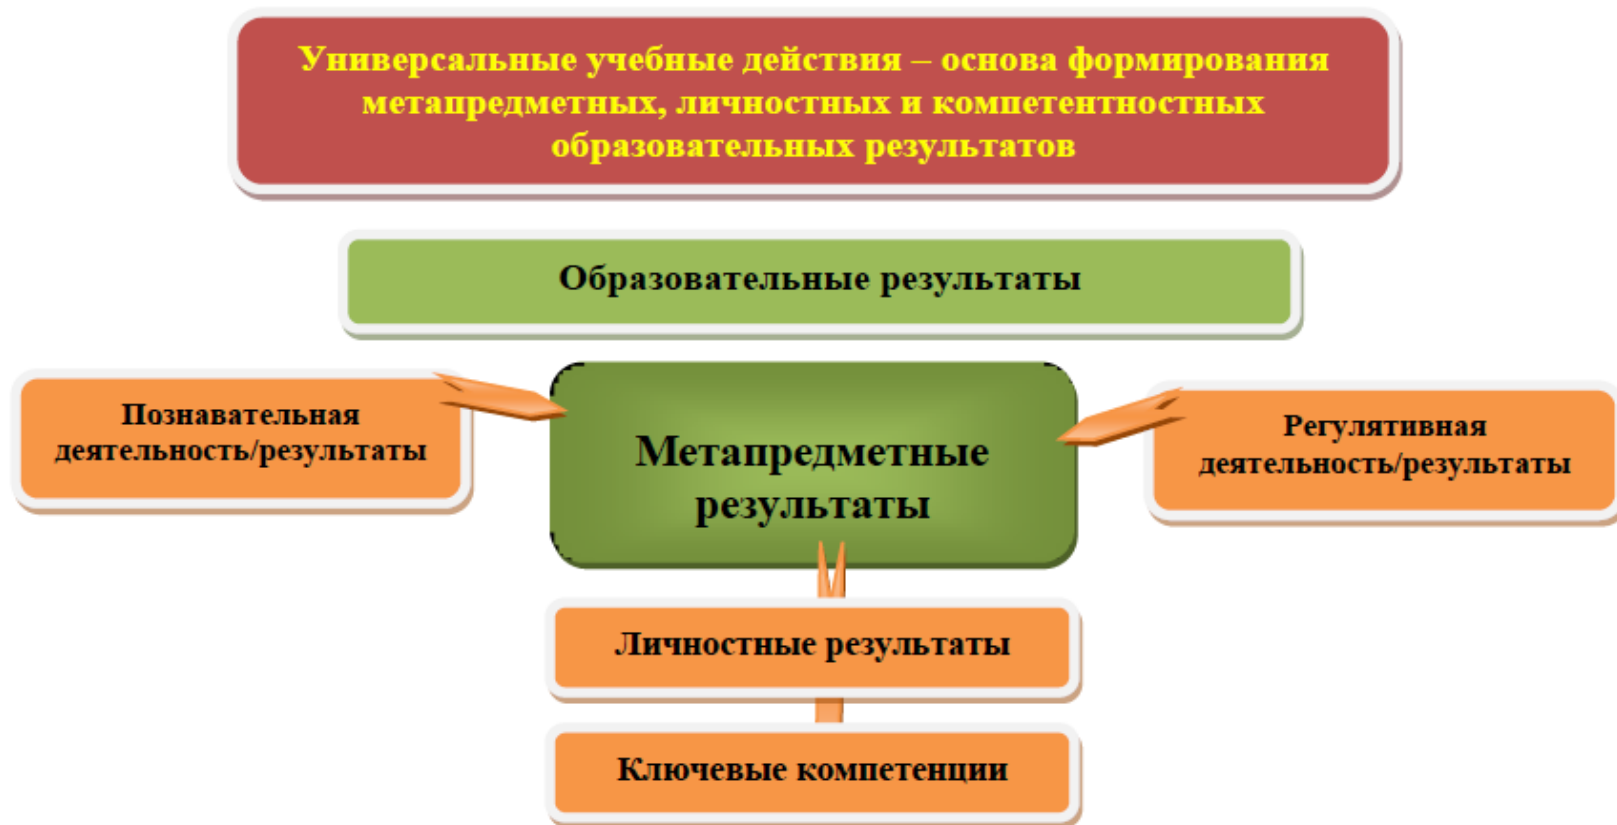 Универсальные учебные действия – основа формирования
метапредметных, личностных и компетентностных
образовательных результатов
Образовательные результаты
Познавательная
деятельность/результаты
Метапредметные
результаты
Регулятивная
деятельность/результаты
Личностные результаты
Ключевые компетенции